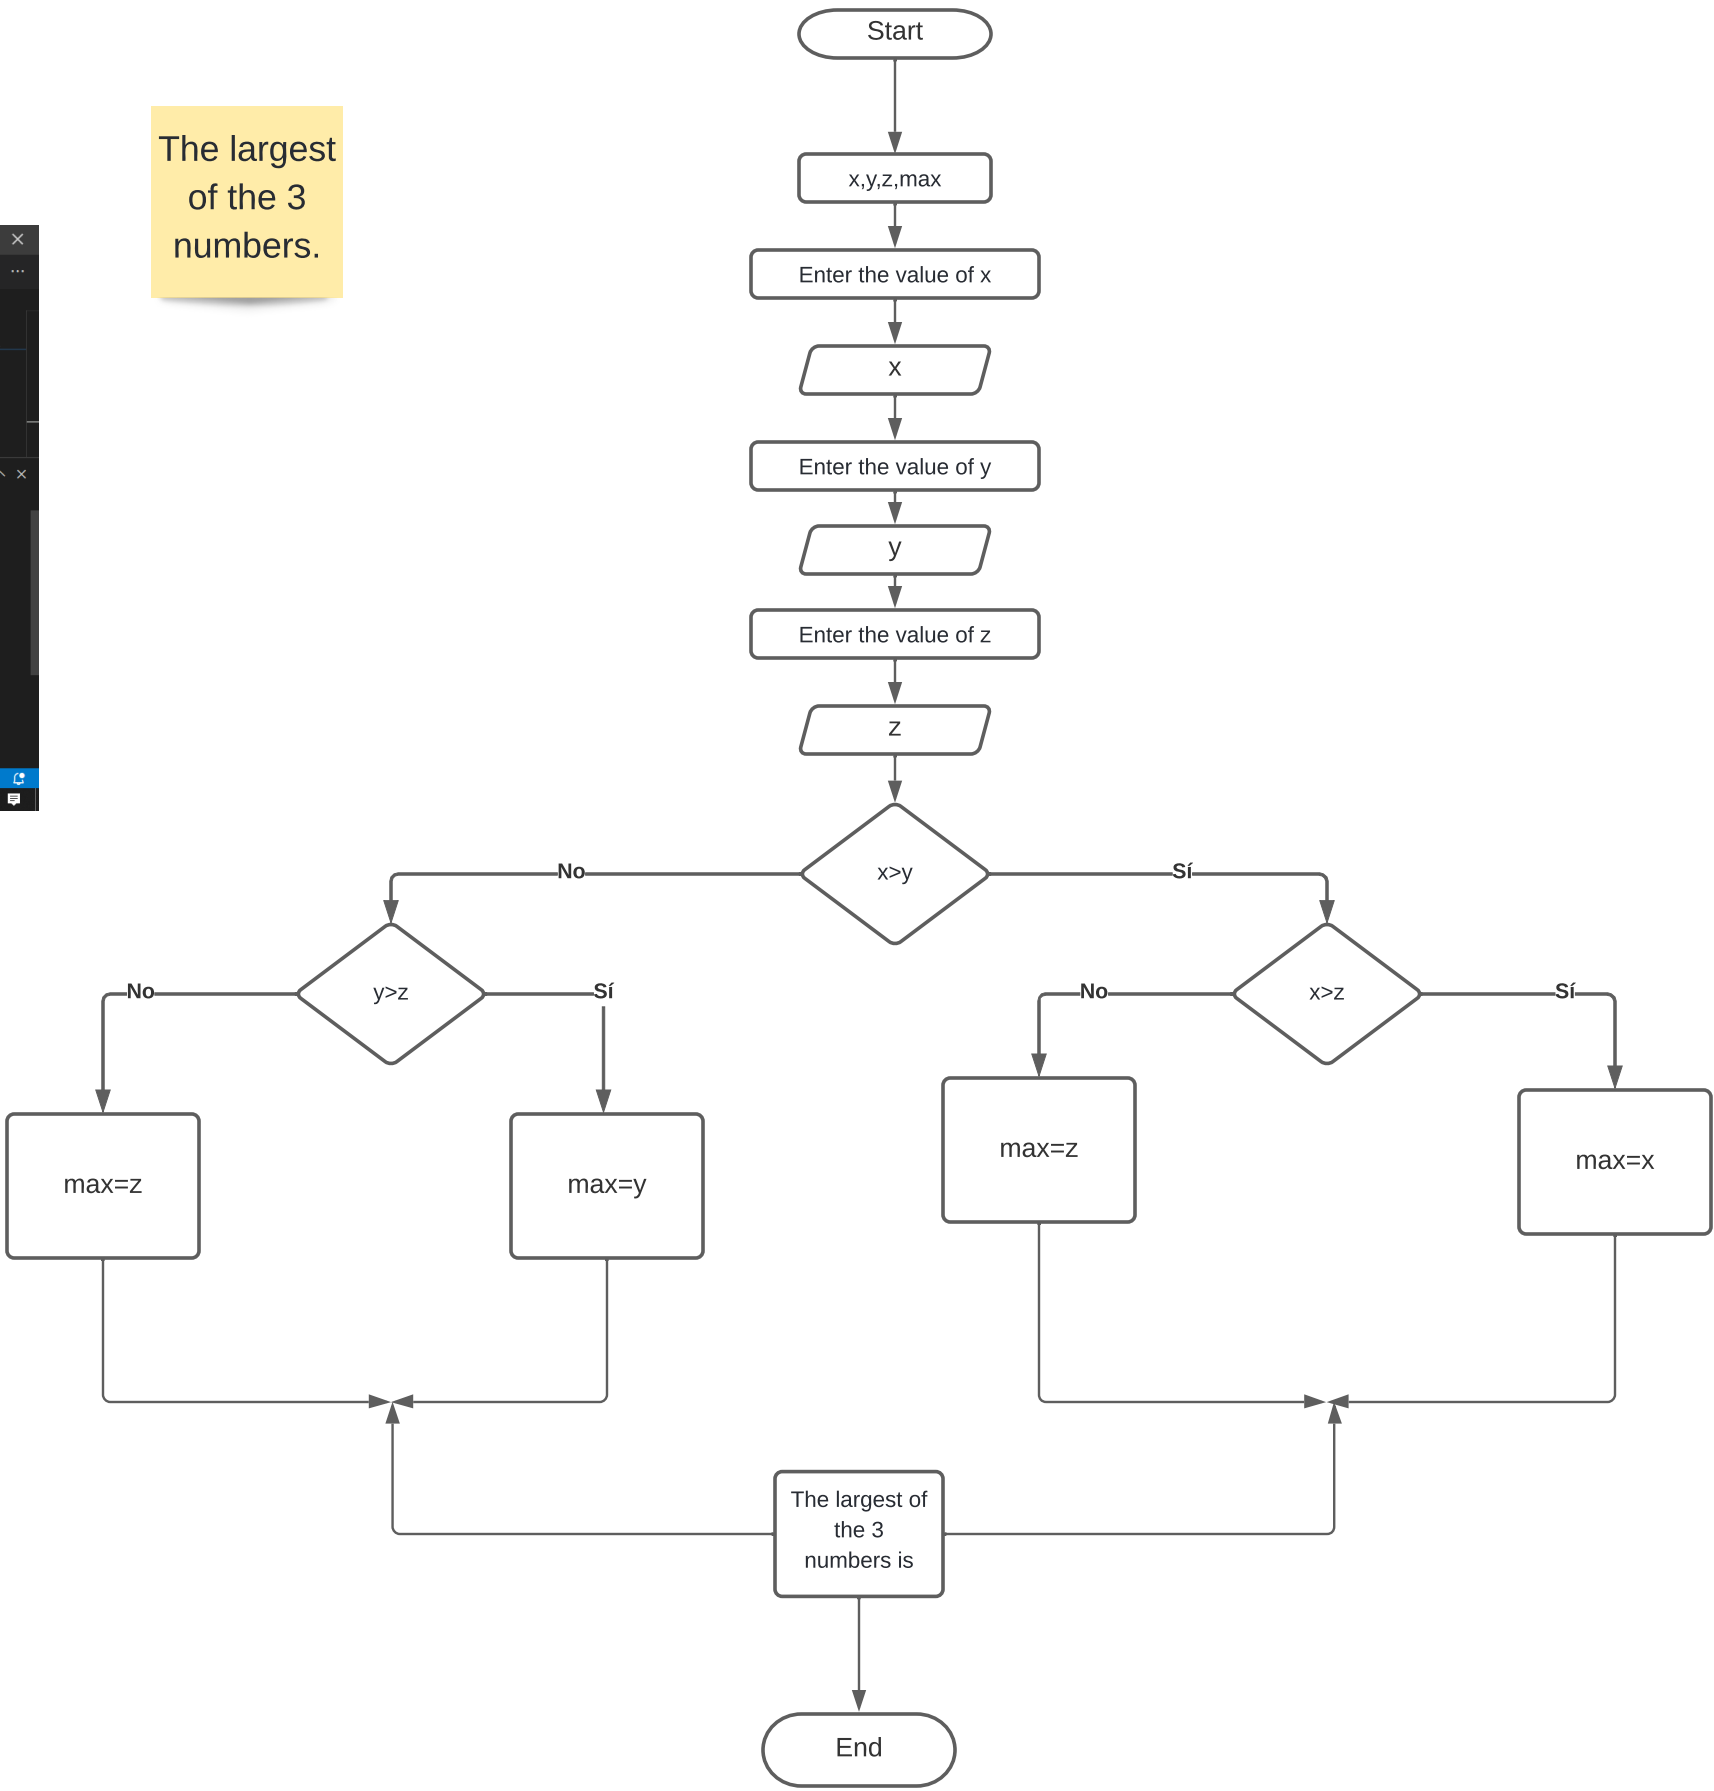 Start
The largest
of the 3
numbers.
x,y,z,max
Enter the value of x
x
Enter the value of y
y
Enter the value of z
z
x>y
No
Sí
y>z
No
Sí
x>z
No
Sí
max=z
max=y
max=z
max=x
The largest of
the 3
numbers is
End